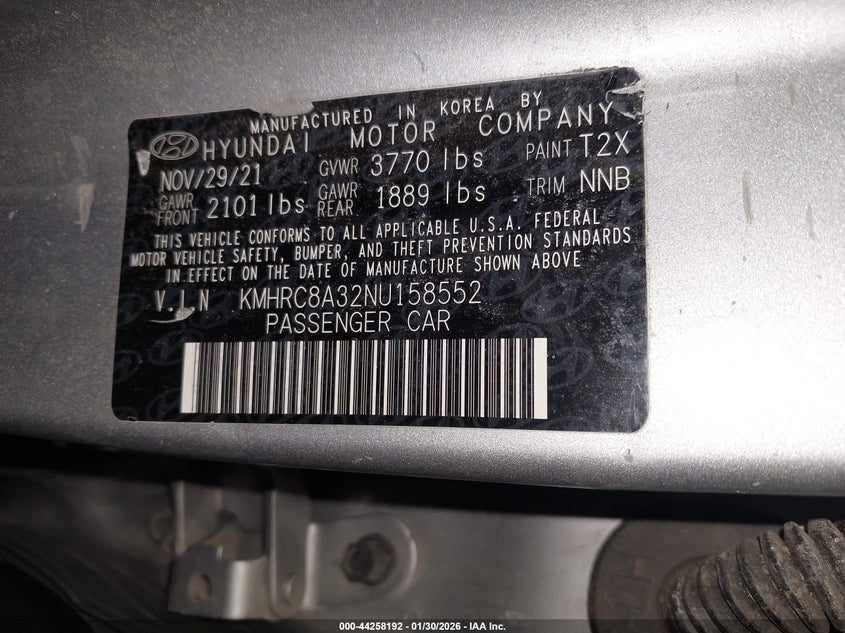 MANUFACTURED IN KOREA BY
HYUNDAI MOTOR COMPANY
NOV/29/21 GVWR 3770 lbs PAINT T2X
GAWR FRONT 2101 lbs GAWR REAR 1889 lbs TRIM NNB
THIS VEHICLE CONFORMS TO ALL APPLICABLE U.S.A. FEDERAL
MOTOR VEHICLE SAFETY, BUMPER, AND THEFT PREVENTION STANDARDS
IN EFFECT ON THE DATE OF MANUFACTURE SHOWN ABOVE
V.I.N KMHRC8A32NU158552
PASSENGER CAR
000-44258192 - 01/30/2026 - IAA Inc.